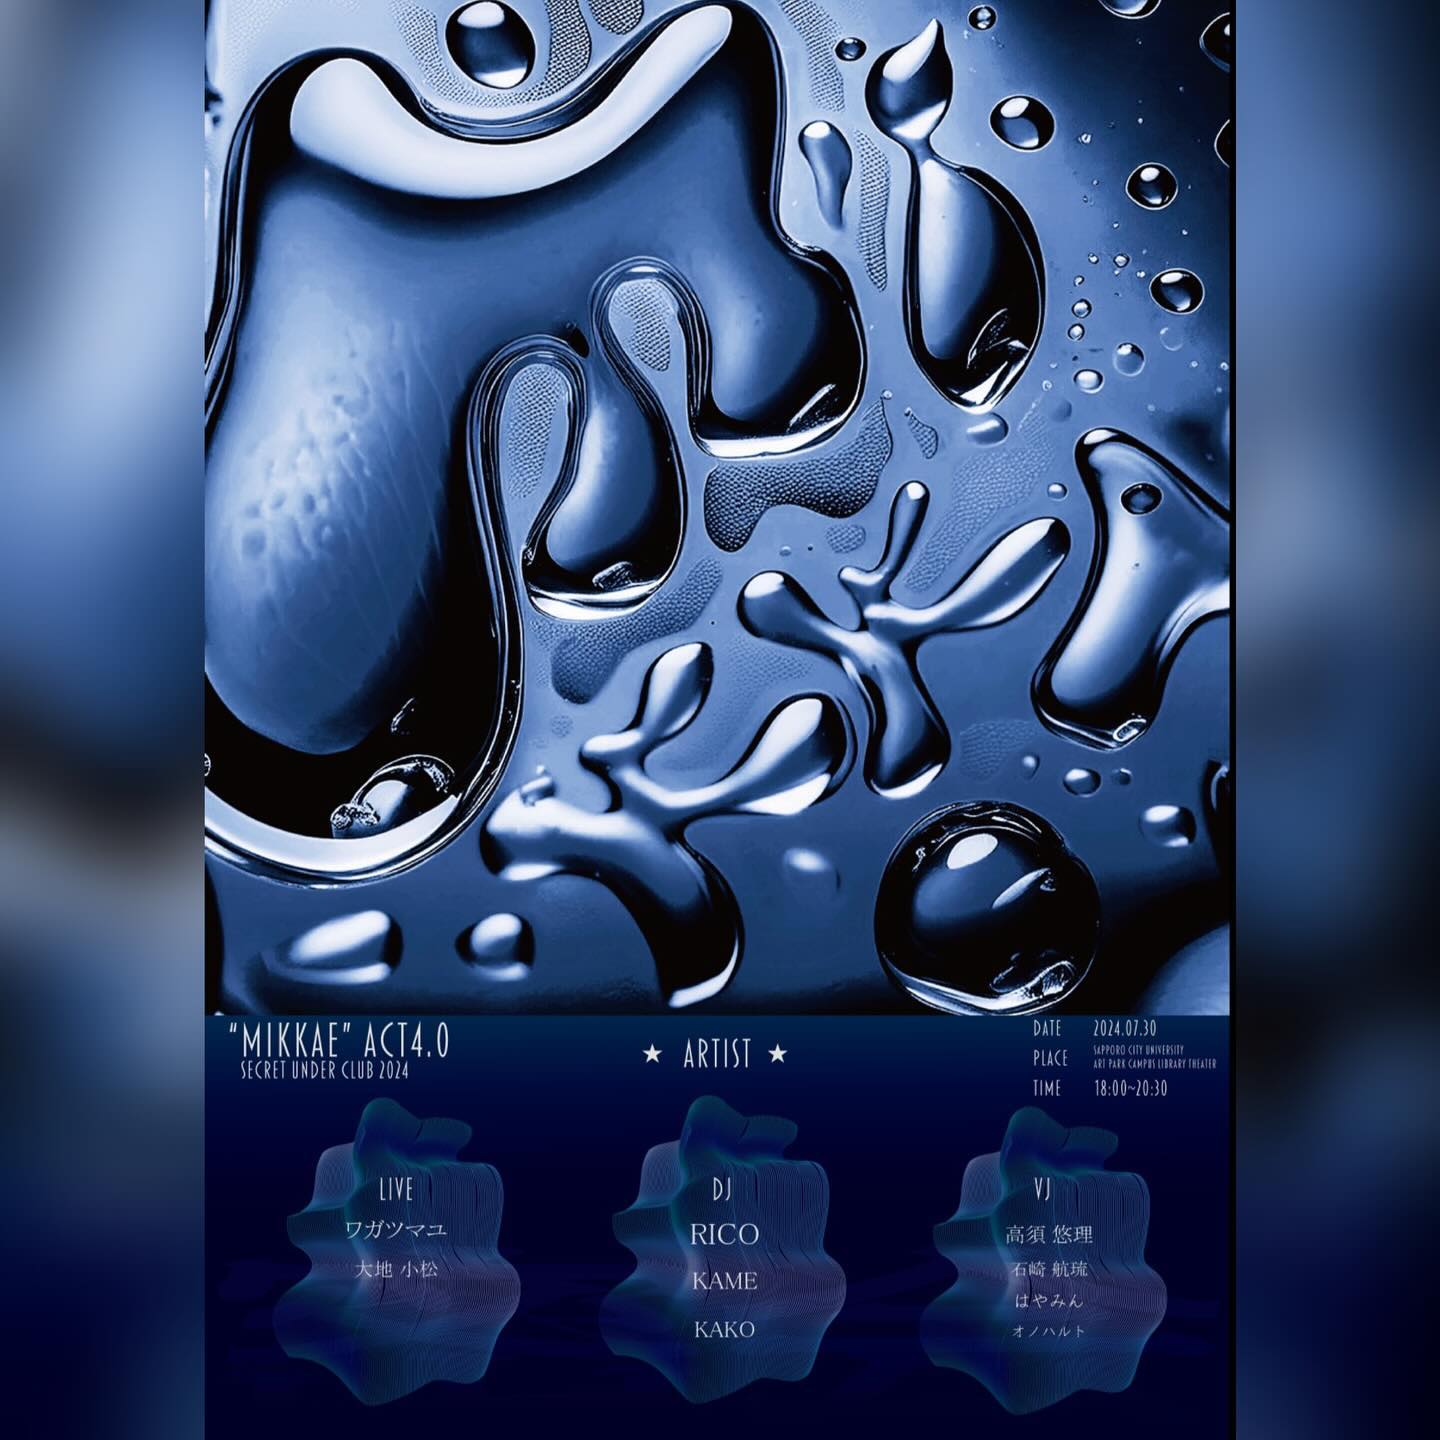 “MIKKAE” ACT4.0
SECRET UNDER CLUB 2024
★ ARTIST ★
DATE 2024.07.30
PLACE SAPPORO CITY UNIVERSITY
ART PARK CAMPUS LIBRARY THEATER
TIME 18:00~20:30
LIVE
ワガツマユ
大地 小松
DJ
RICO
KAME
KAKO
VJ
高須 悠理
石崎 航琉
はやみん
オノハルト